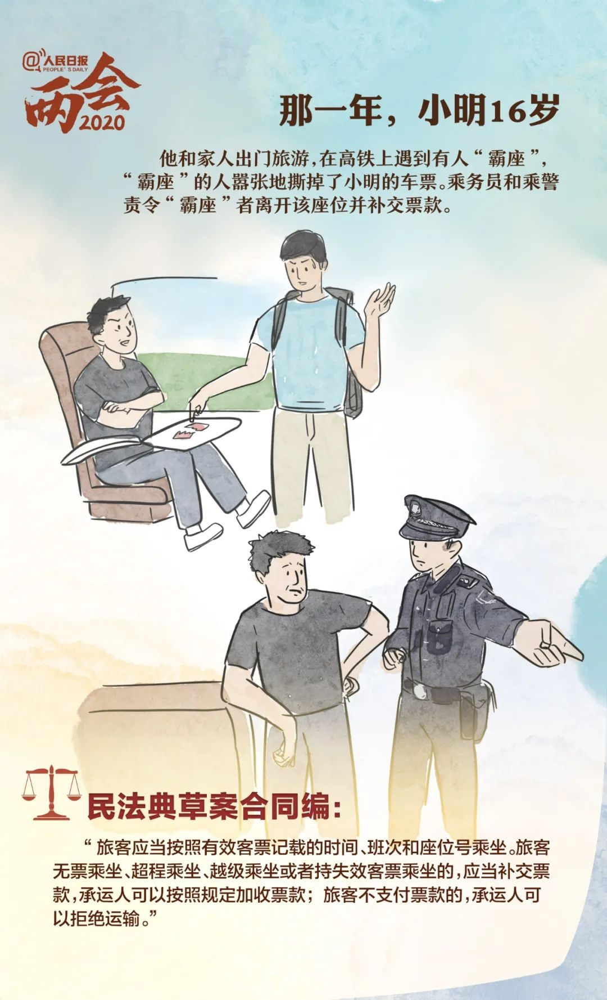 @人民日报
PEOPLE'S DAILY
两会
2020
那一年，小明16岁
他和家人出门旅游，在高铁上遇到有人“霸座”，
“霸座”的人嚣张地撕掉了小明的车票。乘务员和乘警
责令“霸座”者离开该座位并补交票款。
民法典草案合同编：
“旅客应当按照有效客票记载的时间、班次和座位号乘坐。旅客
无票乘坐、超程乘坐、越级乘坐或者持失效客票乘坐的，应当补交票
款，承运人可以按照规定加收票款；旅客不支付票款的，承运人可
以拒绝运输。”